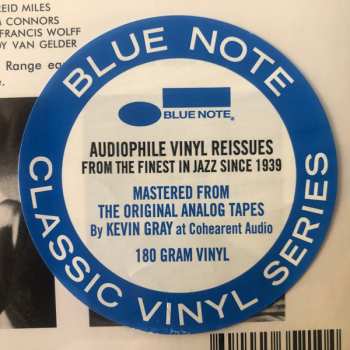 REID MILES
CONNORS
FRANCIS WOLFF
VAN GELDER
Range
BLUE NOTE
BLUE NOTE®
AUDIOPHILE VINYL REISSUES
FROM THE FINEST IN JAZZ SINCE 1939
MASTERED FROM
THE ORIGINAL ANALOG TAPES
By KEVIN GRAY at Cohearent Audio
180 GRAM VINYL
CLASSIC VINYL SERIES